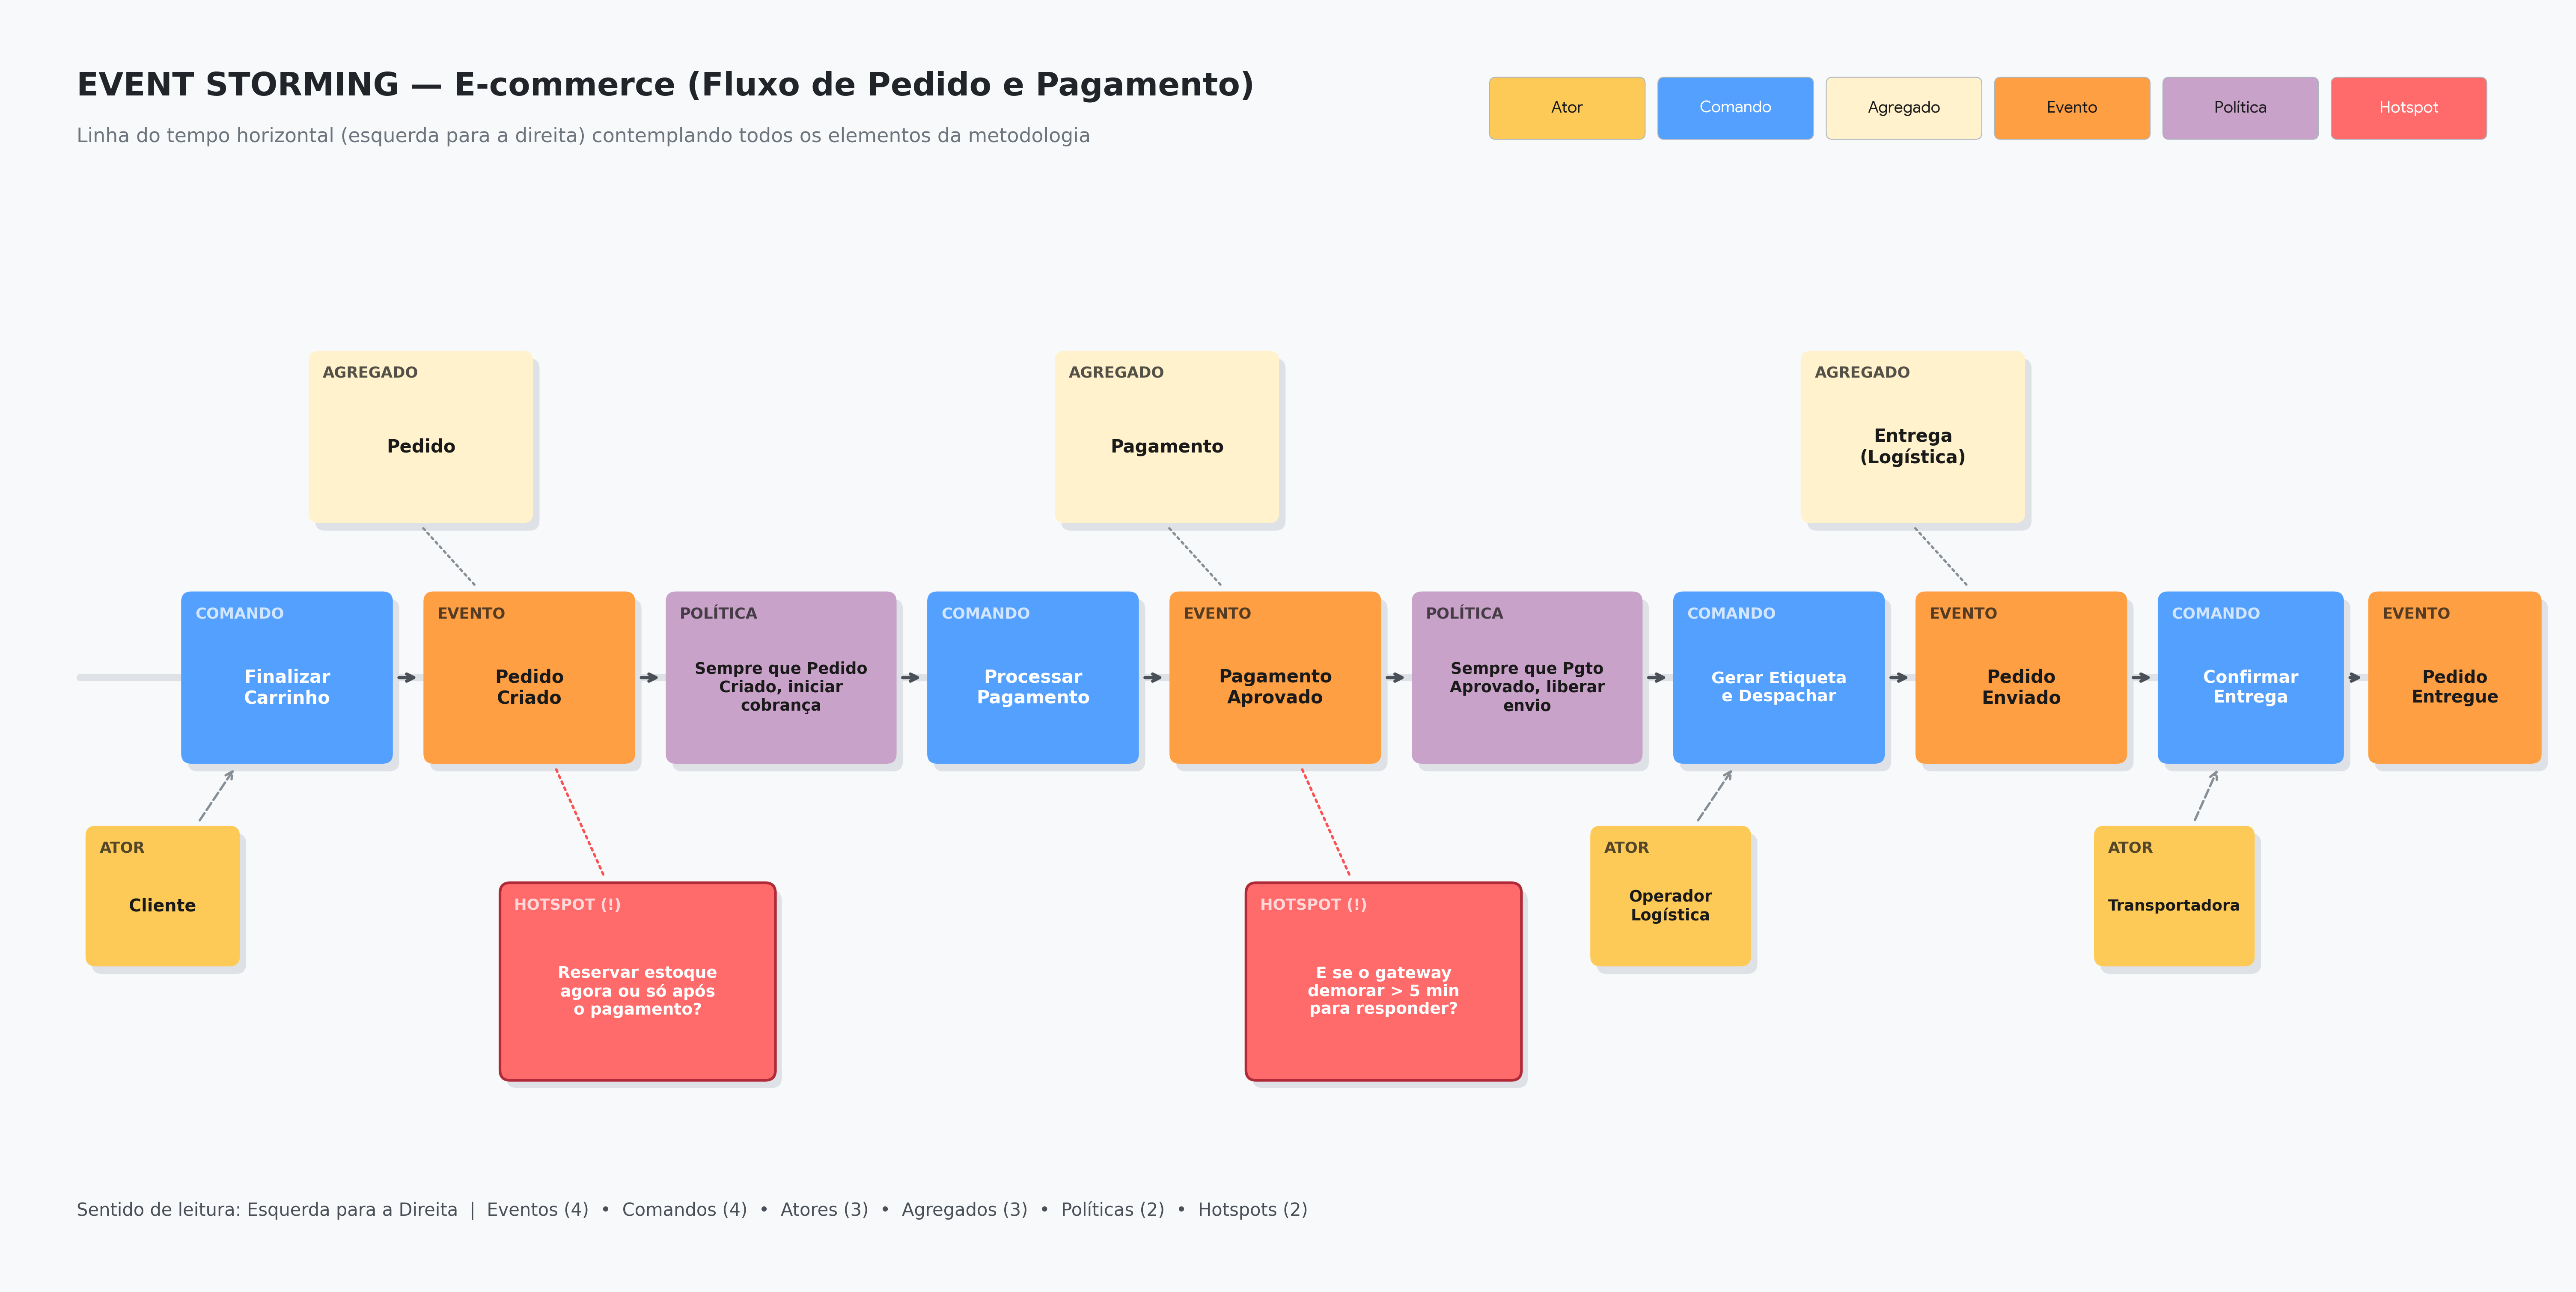 EVENT STORMING — E-commerce (Fluxo de Pedido e Pagamento)
Linha do tempo horizontal (esquerda para a direita) contemplando todos os elementos da metodologia
Ator
Comando
Agregado
Evento
Política
Hotspot
AGREGADO
Pedido
AGREGADO
Pagamento
AGREGADO
Entrega
(Logística)
COMANDO
Finalizar
Carrinho
EVENTO
Pedido
Criado
POLÍTICA
Sempre que Pedido
Criado, iniciar
cobrança
COMANDO
Processar
Pagamento
EVENTO
Pagamento
Aprovado
POLÍTICA
Sempre que Pgto
Aprovado, liberar
envio
COMANDO
Gerar Etiqueta
e Despachar
EVENTO
Pedido
Enviado
COMANDO
Confirmar
Entrega
EVENTO
Pedido
Entregue
ATOR
Cliente
HOTSPOT (!)
Reservar estoque
agora ou só após
o pagamento?
HOTSPOT (!)
E se o gateway
demorar > 5 min
para responder?
ATOR
Operador
Logística
ATOR
Transportadora
Sentido de leitura: Esquerda para a Direita | Eventos (4) • Comandos (4) • Atores (3) • Agregados (3) • Políticas (2) • Hotspots (2)